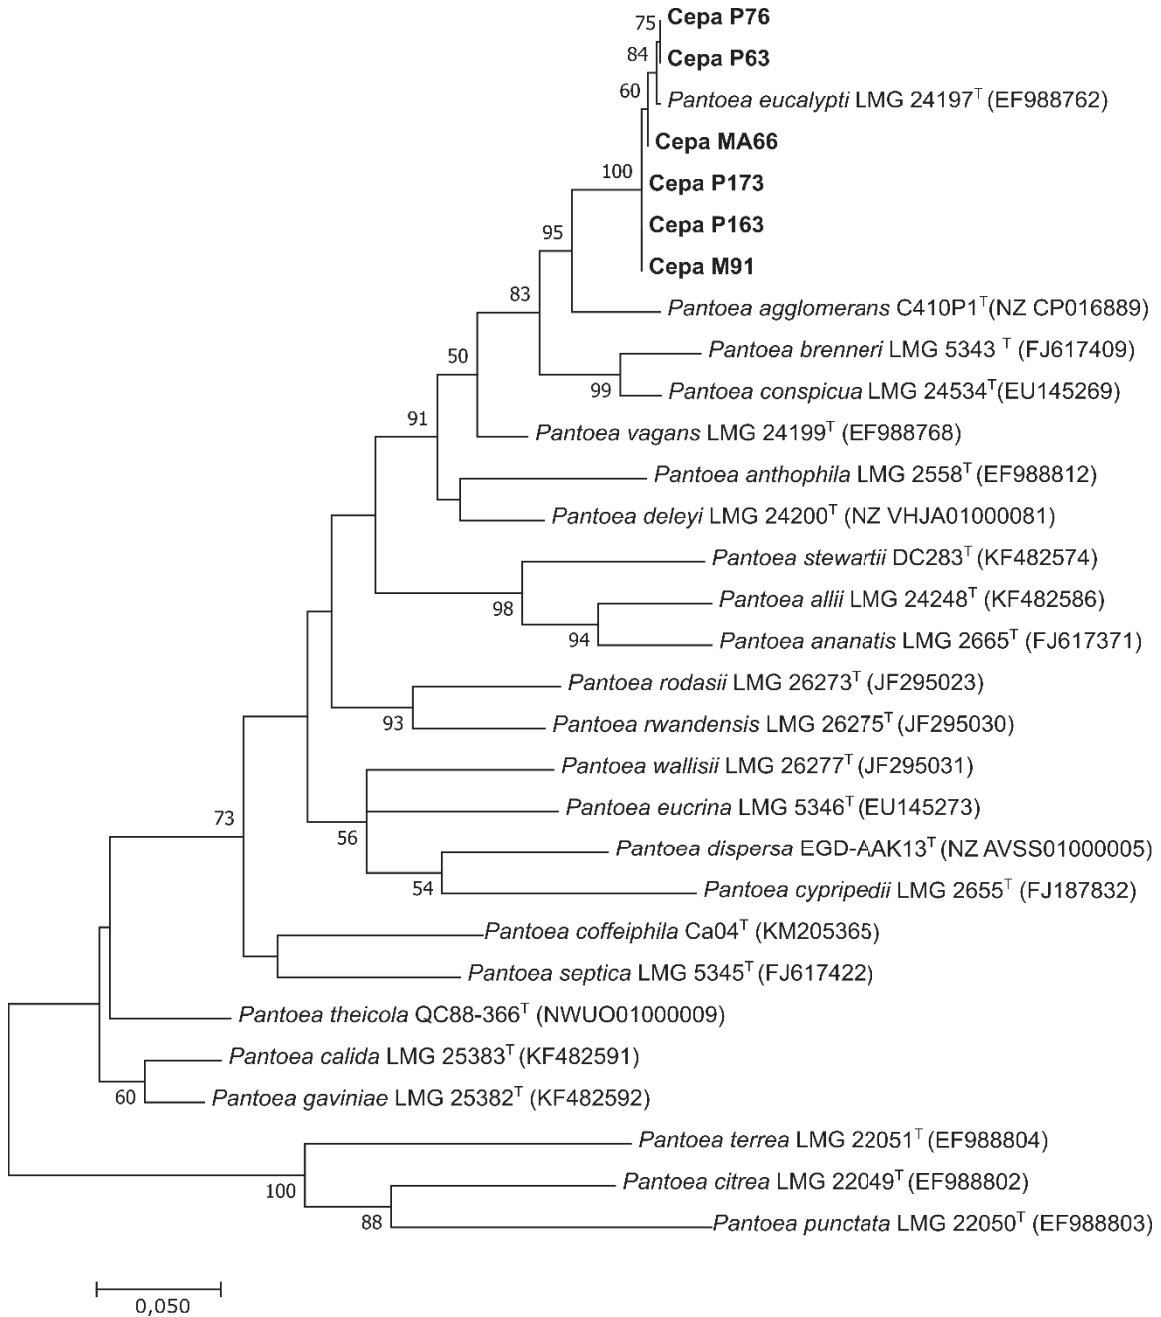 75
Cepa P76
84
Cepa P63
60
Pantoea eucalypti LMG 24197ᵀ (EF988762)
Cepa MA66
100
Cepa P173
95
Cepa P163
Cepa M91
83
Pantoea agglomerans C410P1ᵀ(NZ CP016889)
50
Pantoea brenneri LMG 5343 ᵀ (FJ617409)
99
Pantoea conspicua LMG 24534ᵀ(EU145269)
91
Pantoea vagans LMG 24199ᵀ (EF988768)
Pantoea anthophila LMG 2558ᵀ (EF988812)
Pantoea deleyi LMG 24200ᵀ (NZ VHJA01000081)
Pantoea stewartii DC283ᵀ (KF482574)
98
Pantoea allii LMG 24248ᵀ (KF482586)
94
Pantoea ananatis LMG 2665ᵀ (FJ617371)
Pantoea rodasii LMG 26273ᵀ (JF295023)
93
Pantoea rwandensis LMG 26275ᵀ (JF295030)
Pantoea wallisii LMG 26277ᵀ (JF295031)
73
Pantoea eucrina LMG 5346ᵀ (EU145273)
56
Pantoea dispersa EGD-AAK13ᵀ (NZ AVSS01000005)
54
Pantoea cypripedii LMG 2655ᵀ (FJ187832)
Pantoea coffeiphila Ca04ᵀ (KM205365)
Pantoea septica LMG 5345ᵀ (FJ617422)
Pantoea theicola QC88-366ᵀ (NWUO01000009)
Pantoea calida LMG 25383ᵀ (KF482591)
60
Pantoea gaviniae LMG 25382ᵀ (KF482592)
Pantoea terrea LMG 22051ᵀ (EF988804)
100
Pantoea citrea LMG 22049ᵀ (EF988802)
88
Pantoea punctata LMG 22050ᵀ (EF988803)
0,050